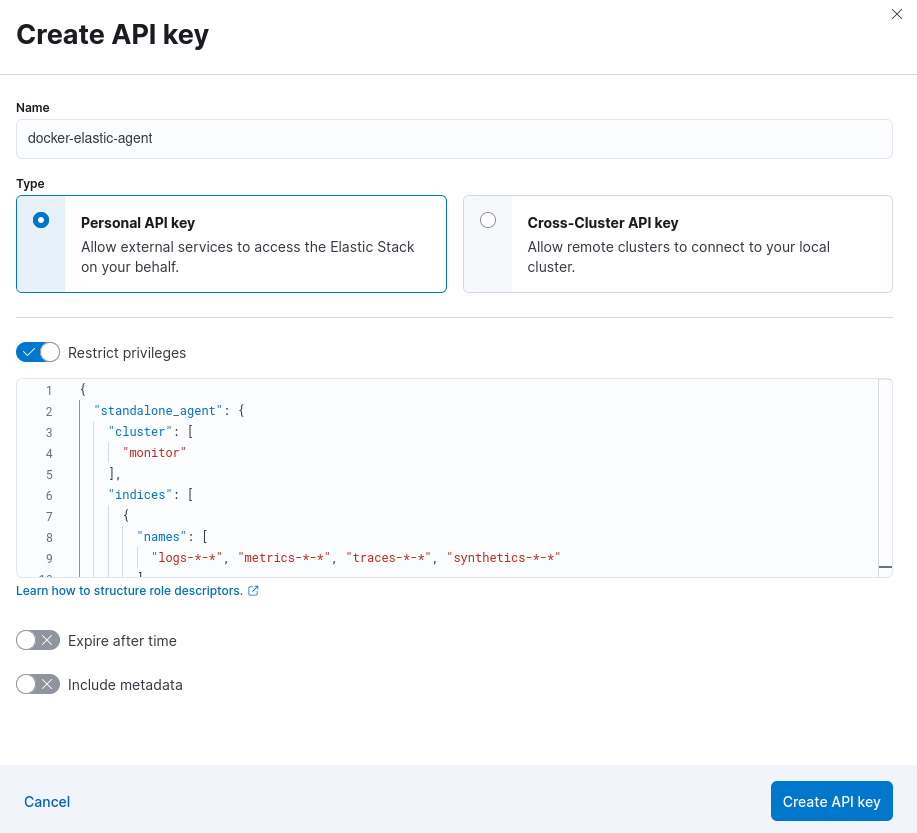 Create API key
Name
docker-elastic-agent
Type
Personal API key
Allow external services to access the Elastic Stack
on your behalf.
Cross-Cluster API key
Allow remote clusters to connect to your local
cluster.
Restrict privileges
1 {
2 "standalone_agent": {
3 "cluster": [
4 "monitor"
5 ],
6 "indices": [
7 {
8 "names": [
9 "logs-*-*", "metrics-*-*", "traces-*-*", "synthetics-*-*"
Learn how to structure role descriptors.
Expire after time
Include metadata
Cancel
Create API key